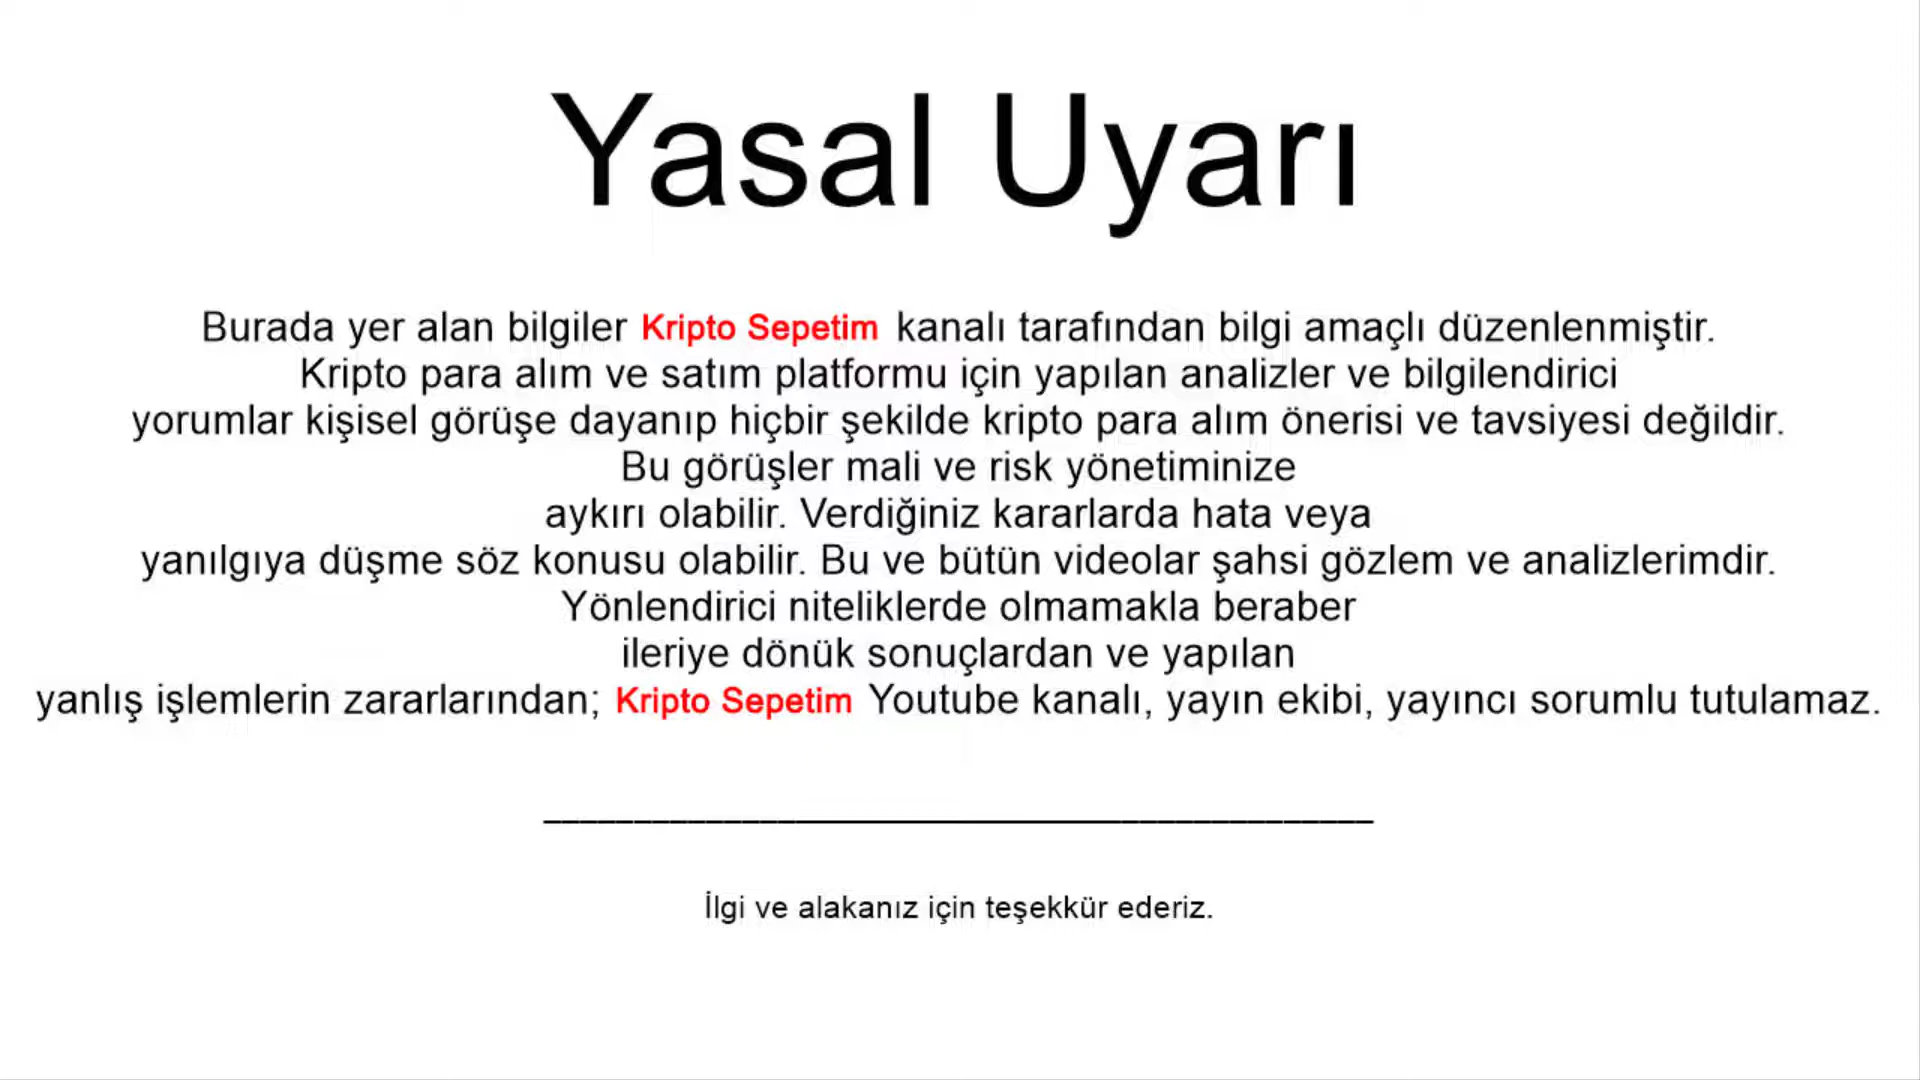 Yasal Uyarı
Burada yer alan bilgiler Kripto Sepetim kanalı tarafından bilgi amaçlı düzenlenmiştir.
Kripto para alım ve satım platformu için yapılan analizler ve bilgilendirici
yorumlar kişisel görüşe dayanıp hiçbir şekilde kripto para alım önerisi ve tavsiyesi değildir.
Bu görüşler mali ve risk yönetiminize
aykırı olabilir. Verdiğiniz kararlarda hata veya
yanılgıya düşme söz konusu olabilir. Bu ve bütün videolar şahsi gözlem ve analizlerimdir.
Yönlendirici niteliklerde olmamakla beraber
ileriye dönük sonuçlardan ve yapılan
yanlış işlemlerin zararlarından; Kripto Sepetim Youtube kanalı, yayın ekibi, yayıncı sorumlu tutulamaz.
İlgi ve alakanız için teşekkür ederiz.